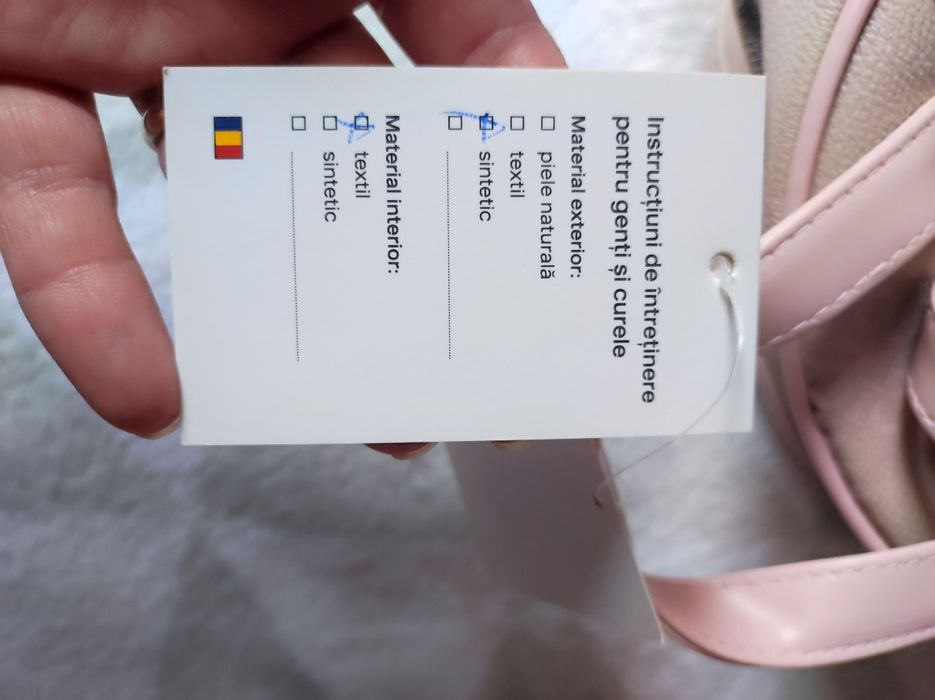 Instrucțiuni de întreținere
pentru genți și curele
Material exterior:
piele naturală
textil
sintetic
Material interior:
textil
sintetic